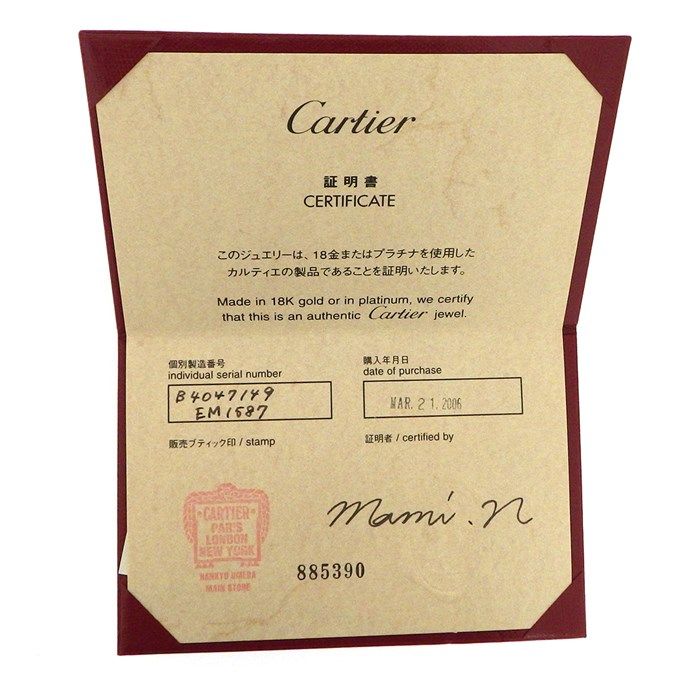 Cartier
証明書
CERTIFICATE
このジュエリーは、18金またはプラチナを使用した
カルティエの製品であることを証明いたします。
Made in 18K gold or in platinum, we certify
that this is an authentic Cartier jewel.
個別製造番号
individual serial number
B4047149
EM1587
購入年月日
date of purchase
MAR. 21. 2006
販売ブティック印 / stamp
証明者 / certified by
CARTIER
PARIS
LONDON
NEW YORK
HANKYU UMEDA
MAIN STORE
Mami. N
885390